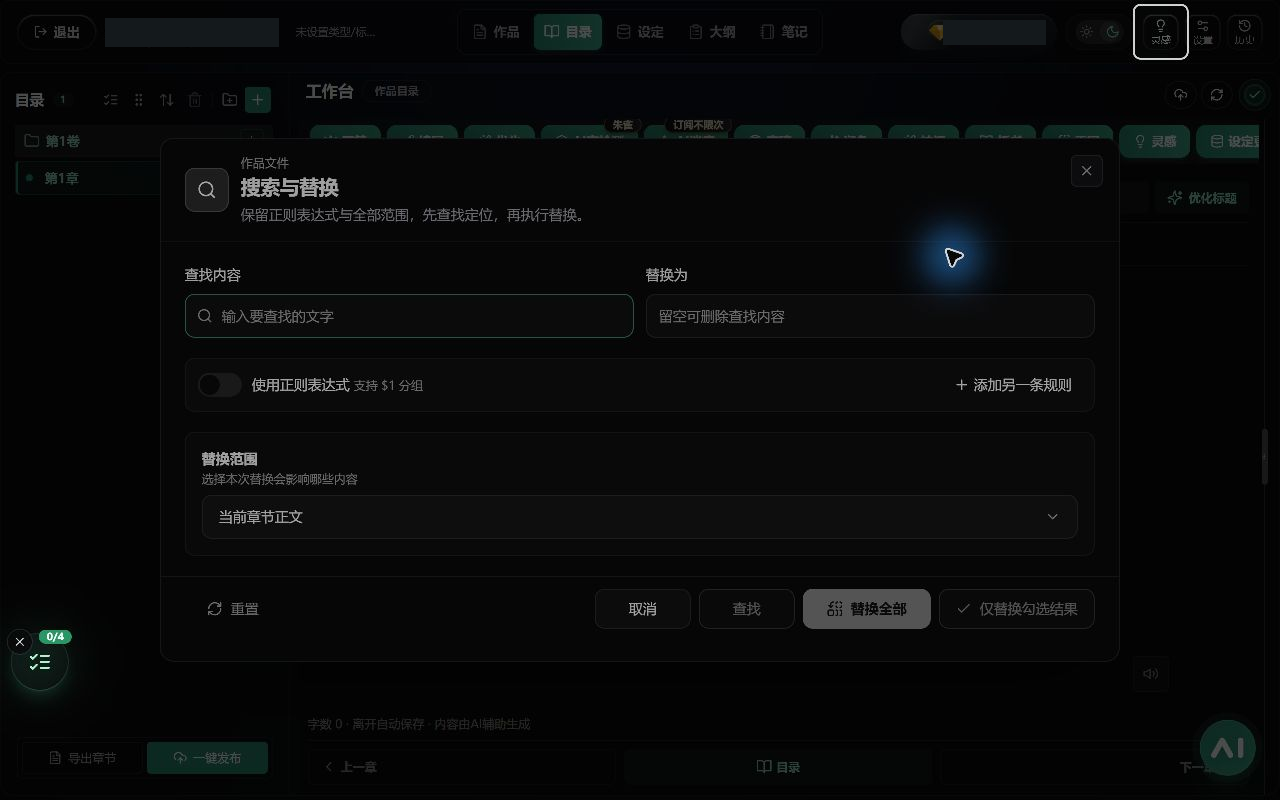 退出
未设置类型/标...
作品
目录
设定
大纲
笔记
灵感
设置
历史
目录 1
第1卷
第1章
工作台 作品目录
朱雀
订阅不限次
灵感
优化标题
作品文件
搜索与替换
保留正则表达式与全部范围，先查找定位，再执行替换。
查找内容
替换为
输入要查找的文字
留空可删除查找内容
使用正则表达式 支持 $1 分组
添加另一条规则
替换范围
选择本次替换会影响哪些内容
当前章节正文
重置
取消
查找
替换全部
仅替换勾选结果
0/4
字数 0 · 离开自动保存 · 内容由AI辅助生成
导出章节
一键发布
上一章
目录
AI